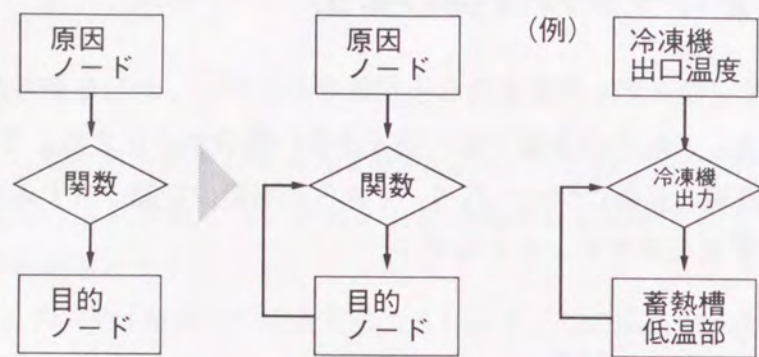 原因
ノード
関数
目的
ノード
原因
ノード
関数
目的
ノード
(例)
冷凍機
出口温度
冷凍機
出力
蓄熱槽
低温部